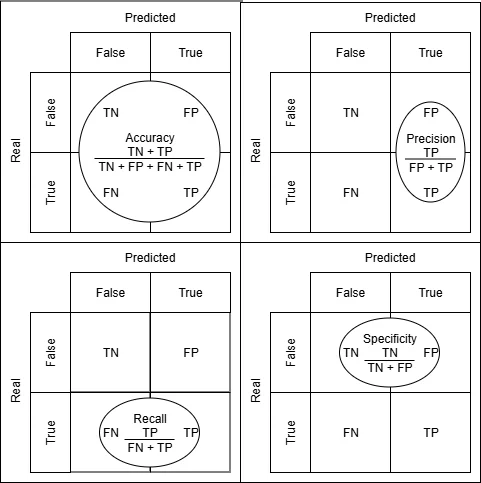 Predicted
False True
Real
False
TN FP
Accuracy
TN + TP
TN + FP + FN + TP
True
FN TP
Predicted
False True
Real
False
TN FP
Precision
TP
FP + TP
True
FN TP
Predicted
False True
Real
False
TN FP
True
Recall
FN TP TP
FN + TP
Predicted
False True
Real
False
Specificity
TN TN FP
TN + FP
True
FN TP